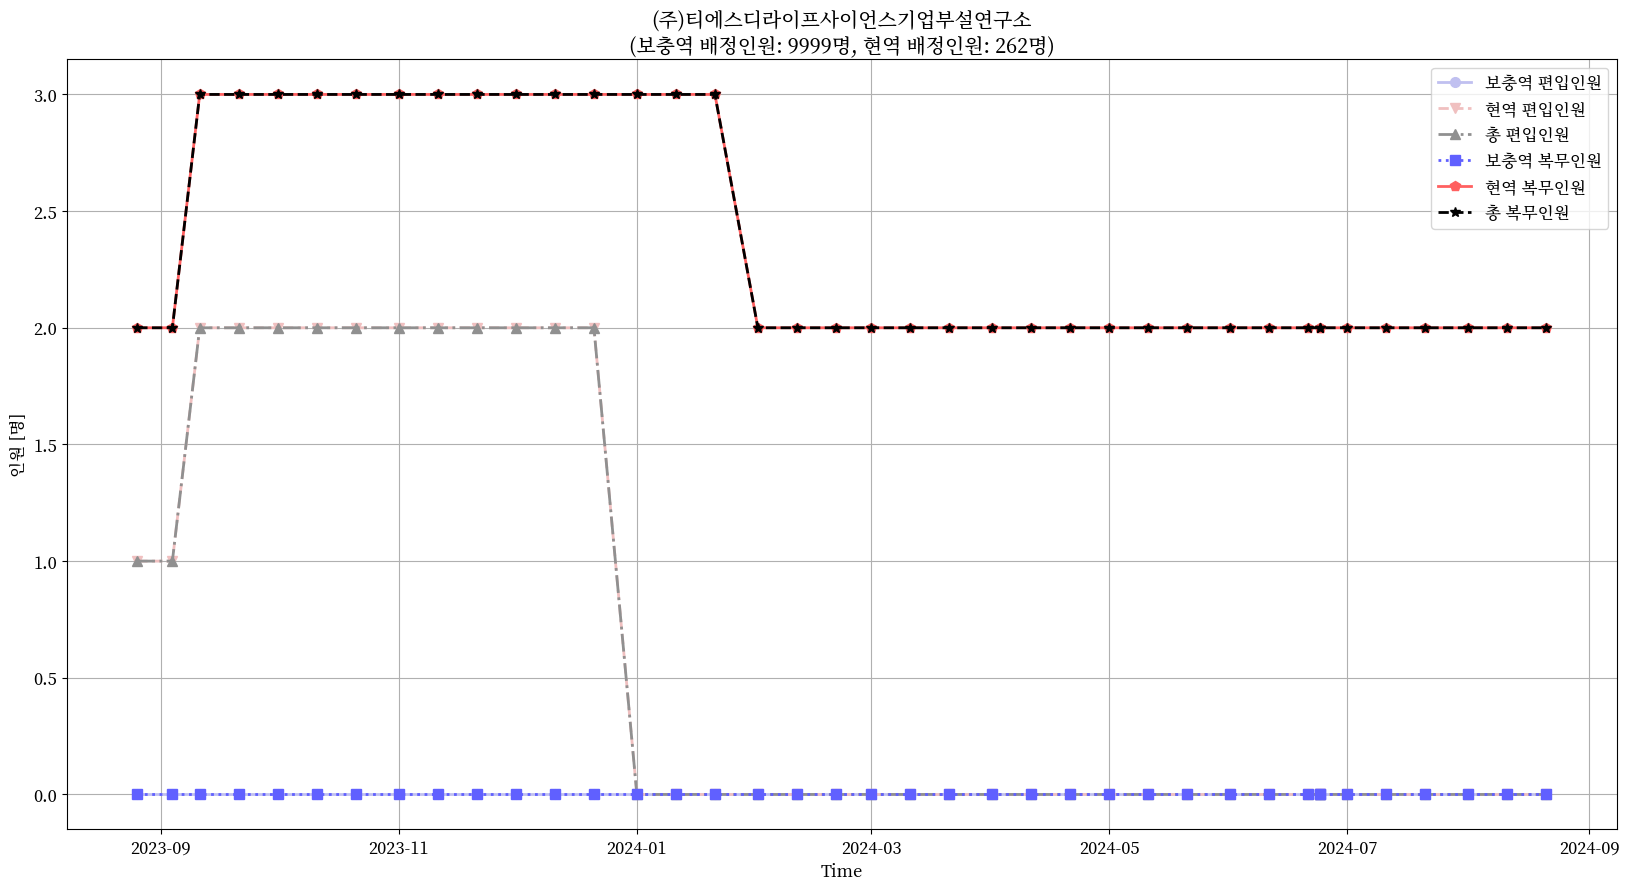 (주)티에스디라이프사이언스기업부설연구소
(보충역 배정인원: 9999명, 현역 배정인원: 262명)
보충역 편입인원
현역 편입인원
총 편입인원
보충역 복무인원
현역 복무인원
총 복무인원
인원 [명]
3.0
2.5
2.0
1.5
1.0
0.5
0.0
2023-09
2023-11
2024-01
2024-03
2024-05
2024-07
2024-09
Time